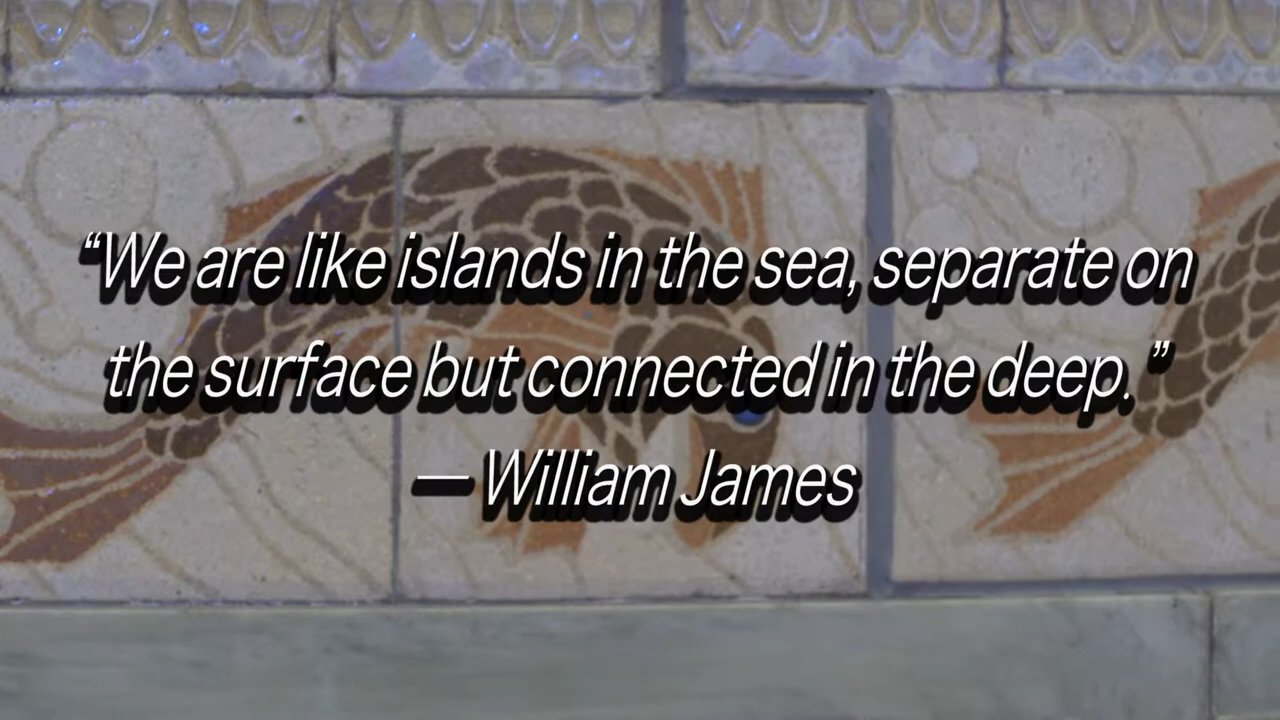 “We are like islands in the sea, separate on
the surface but connected in the deep. ”
— William James